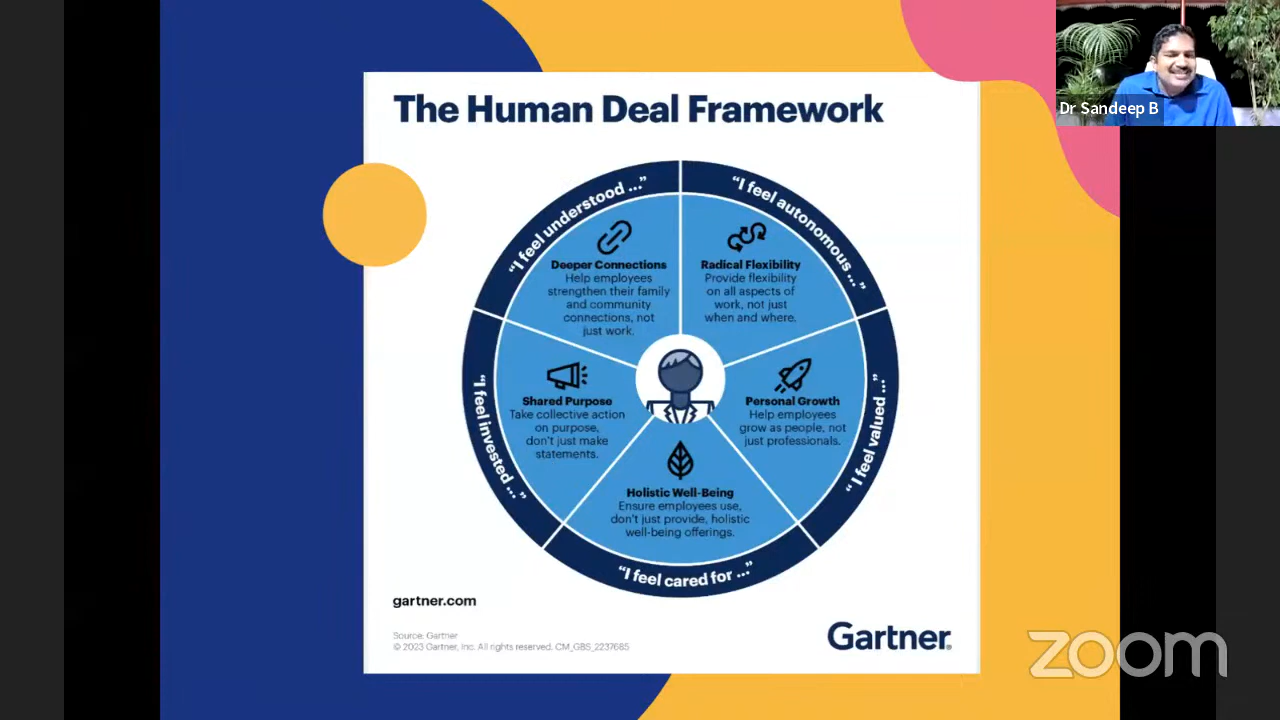 The Human Deal Framework
Dr Sandeep B
"I feel understood ..."
"I feel autonomous ..."
Deeper Connections
Help employees
strengthen their family
and community
connections, not
just work.
Radical Flexibility
Provide flexibility
on all aspects of
work, not just
when and where.
"I feel invested ..."
Shared Purpose
Take collective action
on purpose,
don't just make
statements.
Personal Growth
Help employees
grow as people, not
just professionals.
"I feel valued ..."
Holistic Well-Being
Ensure employees use,
don't just provide, holistic
well-being offerings.
"I feel cared for ..."
gartner.com
Source: Gartner
© 2023 Gartner, Inc. All rights reserved. CM_GBS_2237685
Gartner®
zoom